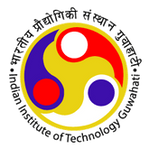 भारतीय प्रौद्योगिकी संस्थान गुवाहाटी
Indian Institute of Technology Guwahati